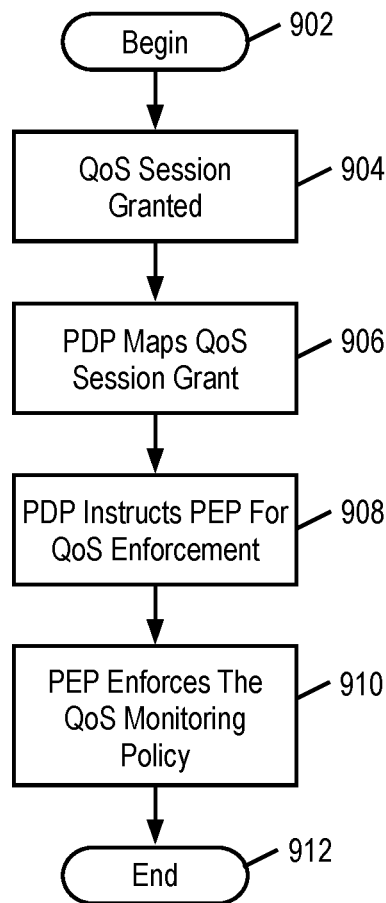 Begin
902
QoS Session
Granted
904
PDP Maps QoS
Session Grant
906
PDP Instructs PEP For
QoS Enforcement
908
PEP Enforces The
QoS Monitoring
Policy
910
End
912